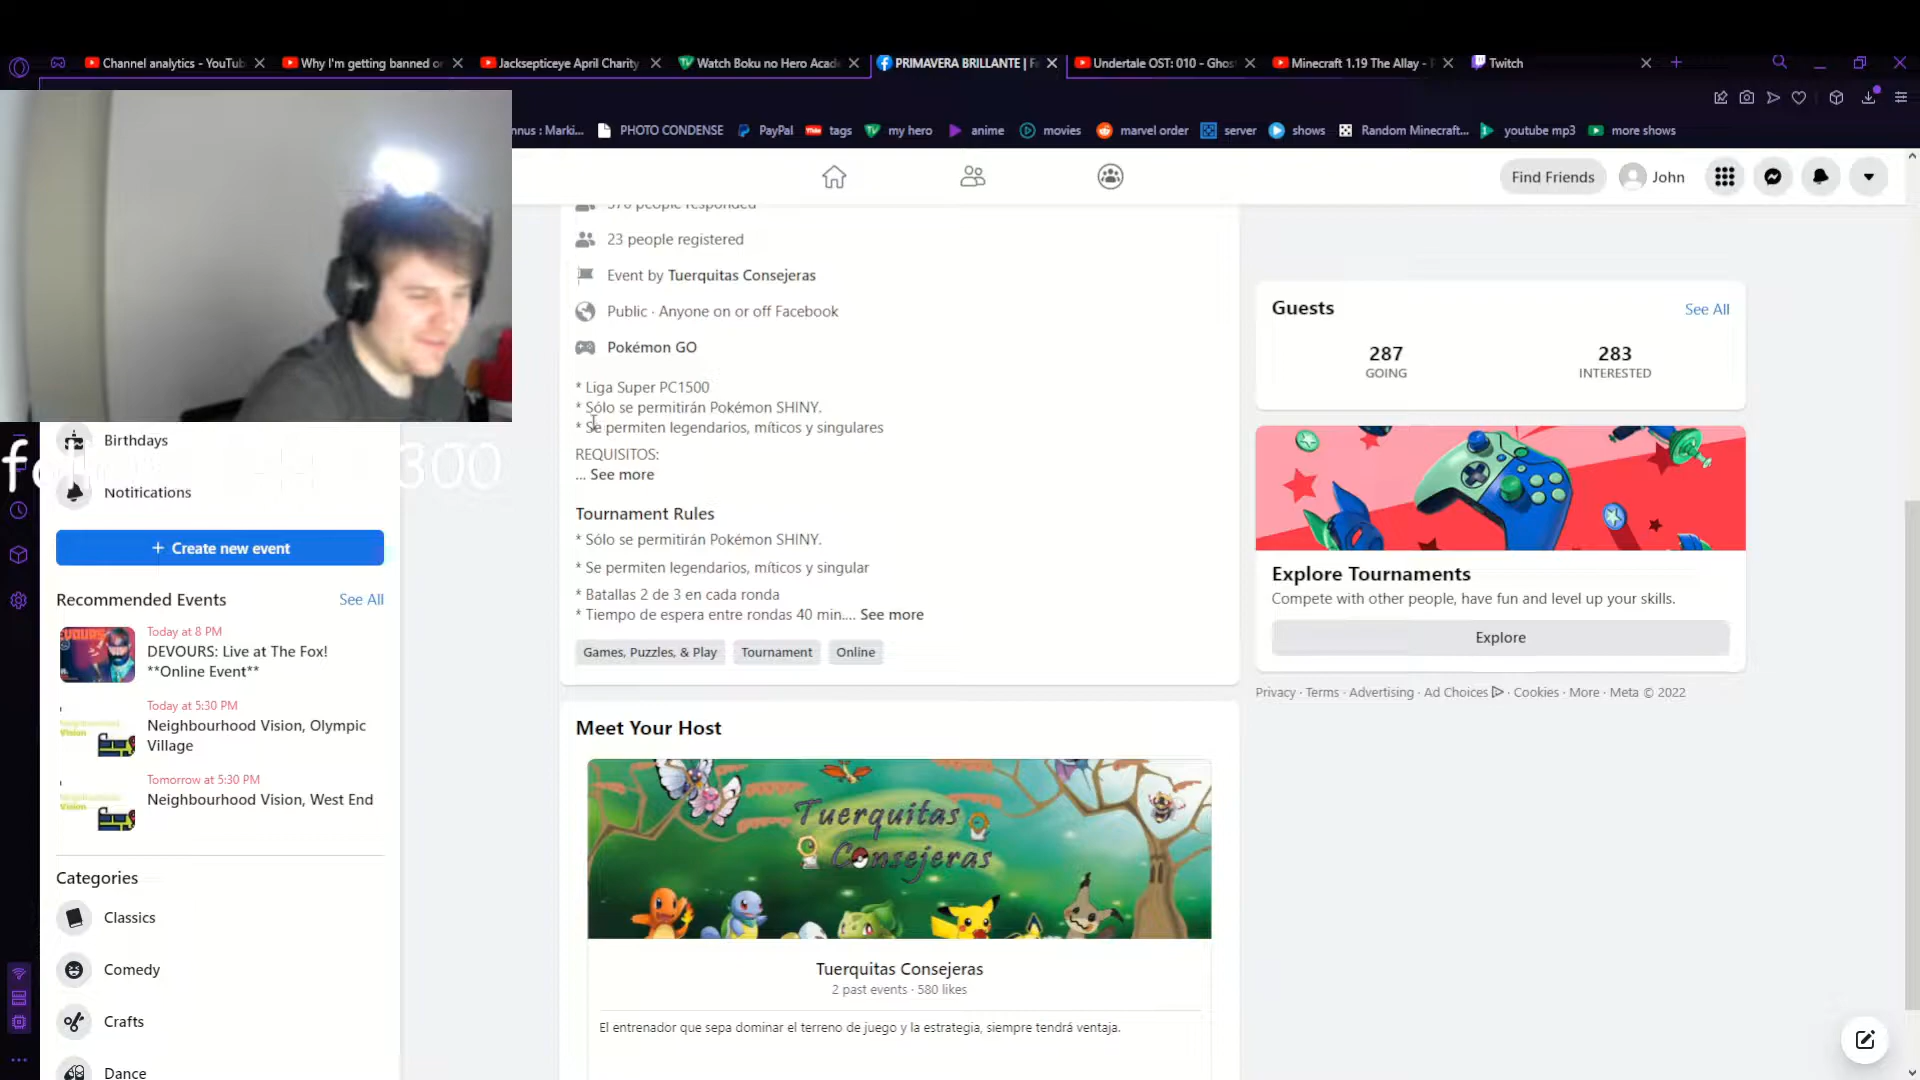 Channel analytics - YouTub
Why I'm getting banned o
Jacksepticeye April Charity
Watch Boku no Hero Acad
PRIMAVERA BRILLANTE | F
Undertale OST: 010 - Ghos
Minecraft 1.19 The Allay -
Twitch
nnus : Marki...
PHOTO CONDENSE
PayPal
tags
my hero
anime
movies
marvel order
server
shows
Random Minecraft...
youtube mp3
more shows
Find Friends
John
people responded
23 people registered
Event by Tuerquitas Consejeras
Public · Anyone on or off Facebook
Pokémon GO
* Liga Super PC1500
* Sólo se permitirán Pokémon SHINY.
* Se permiten legendarios, míticos y singulares
REQUISITOS:
... See more
Tournament Rules
* Sólo se permitirán Pokémon SHINY.
* Se permiten legendarios, míticos y singular
* Batallas 2 de 3 en cada ronda
* Tiempo de espera entre rondas 40 min.... See more
Games, Puzzles, & Play
Tournament
Online
Meet Your Host
Tuerquitas
Consejeras
Tuerquitas Consejeras
2 past events · 580 likes
El entrenador que sepa dominar el terreno de juego y la estrategia, siempre tendrá ventaja.
Guests
See All
287
GOING
283
INTERESTED
Explore Tournaments
Compete with other people, have fun and level up your skills.
Explore
Privacy · Terms · Advertising · Ad Choices · Cookies · More · Meta © 2022
Birthdays
300
Notifications
+ Create new event
Recommended Events
See All
Today at 8 PM
DEVOURS: Live at The Fox!
**Online Event**
Today at 5:30 PM
Neighbourhood Vision, Olympic
Village
Tomorrow at 5:30 PM
Neighbourhood Vision, West End
Categories
Classics
Comedy
Crafts
Dance